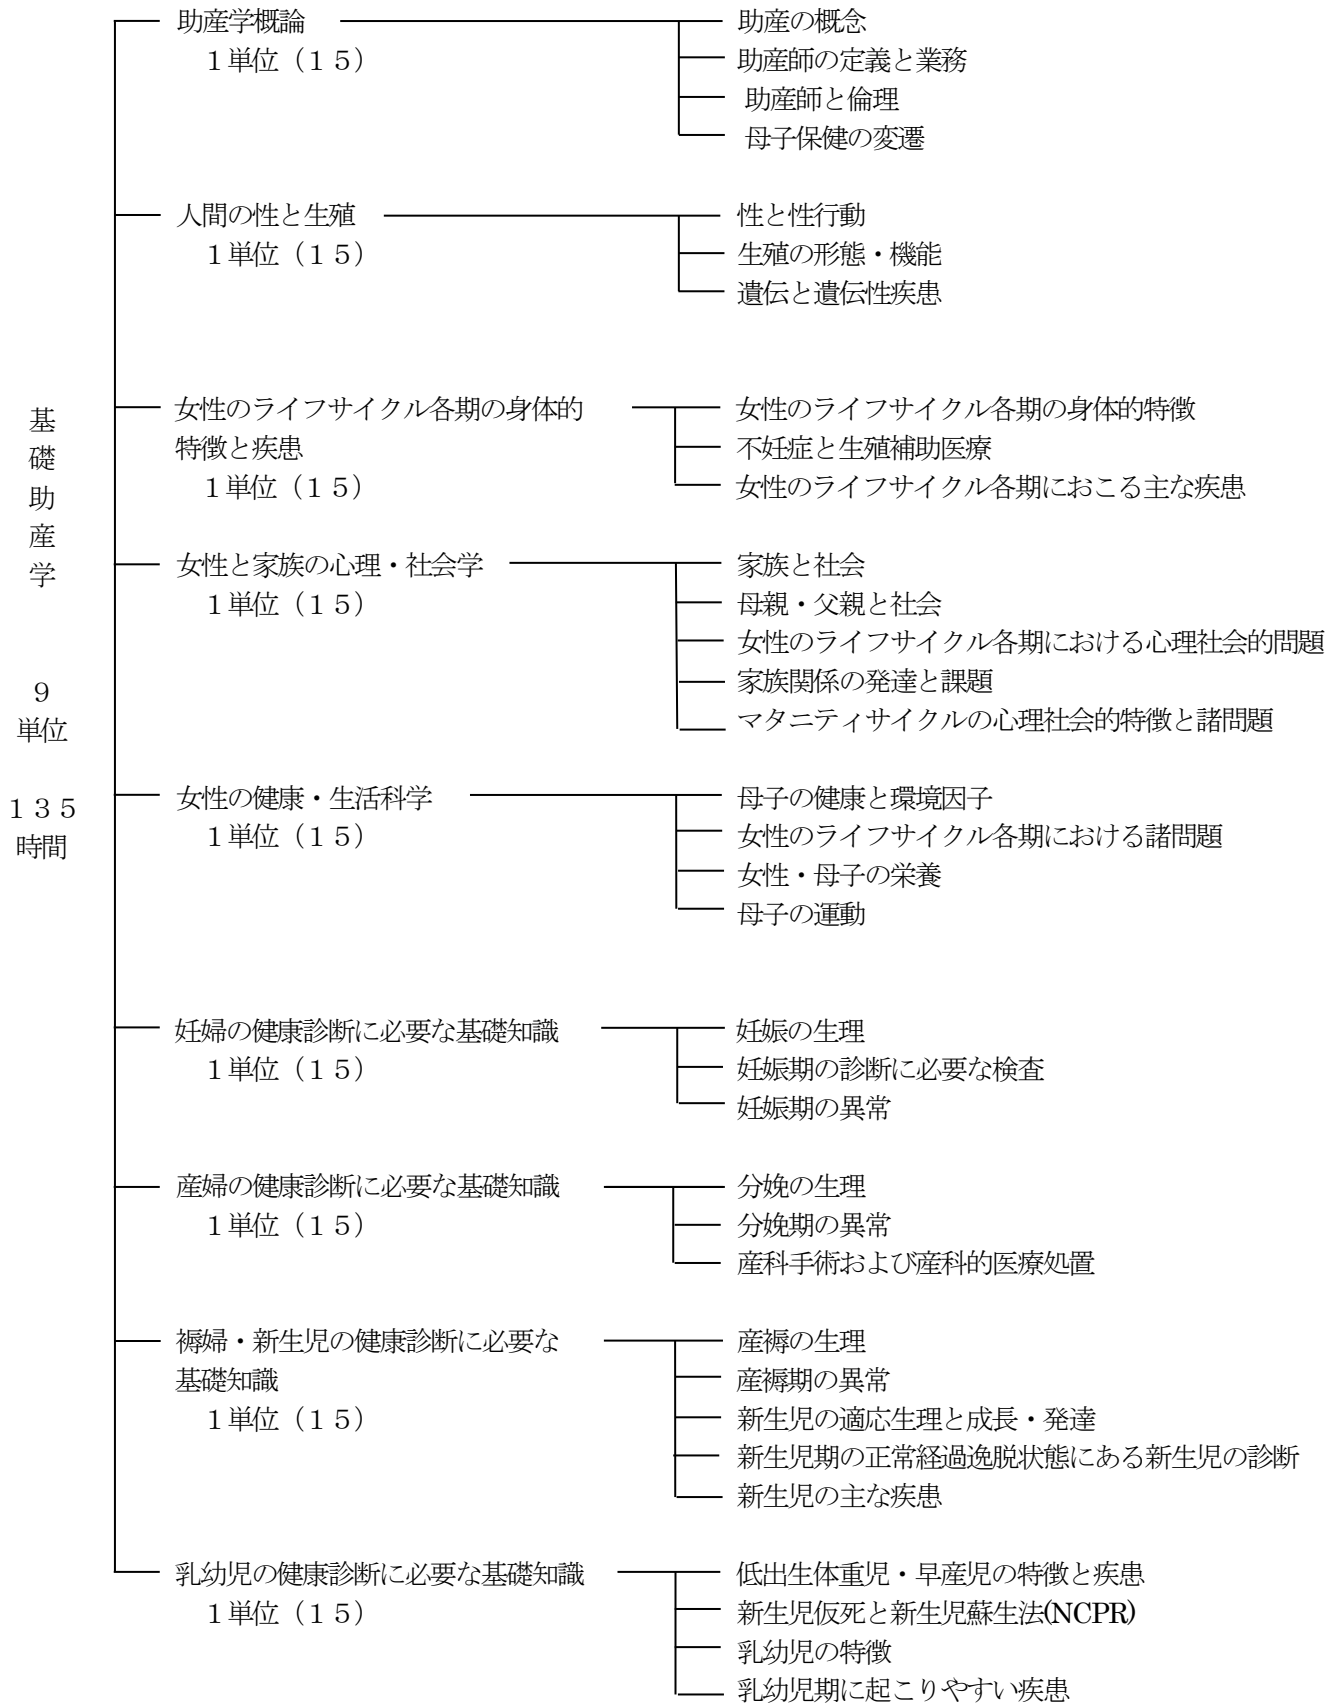 基
礎
助
産
学
９
単位
１３５
時間
助産学概論
１単位（１５）
助産の概念
助産師の定義と業務
助産師と倫理
母子保健の変遷
人間の性と生殖
１単位（１５）
性と性行動
生殖の形態・機能
遺伝と遺伝性疾患
女性のライフサイクル各期の身体的
特徴と疾患
１単位（１５）
女性のライフサイクル各期の身体的特徴
不妊症と生殖補助医療
女性のライフサイクル各期におこる主な疾患
女性と家族の心理・社会学
１単位（１５）
家族と社会
母親・父親と社会
女性のライフサイクル各期における心理社会的問題
家族関係の発達と課題
マタニティサイクルの心理社会的特徴と諸問題
女性の健康・生活科学
１単位（１５）
母子の健康と環境因子
女性のライフサイクル各期における諸問題
女性・母子の栄養
母子の運動
妊婦の健康診断に必要な基礎知識
１単位（１５）
妊娠の生理
妊娠期の診断に必要な検査
妊娠期の異常
産婦の健康診断に必要な基礎知識
１単位（１５）
分娩の生理
分娩期の異常
産科手術および産科的医療処置
褥婦・新生児の健康診断に必要な
基礎知識
１単位（１５）
産褥の生理
産褥期の異常
新生児の適応生理と成長・発達
新生児期の正常経過逸脱状態にある新生児の診断
新生児の主な疾患
乳幼児の健康診断に必要な基礎知識
１単位（１５）
低出生体重児・早産児の特徴と疾患
新生児仮死と新生児蘇生法(NCPR)
乳幼児の特徴
乳幼児期に起こりやすい疾患